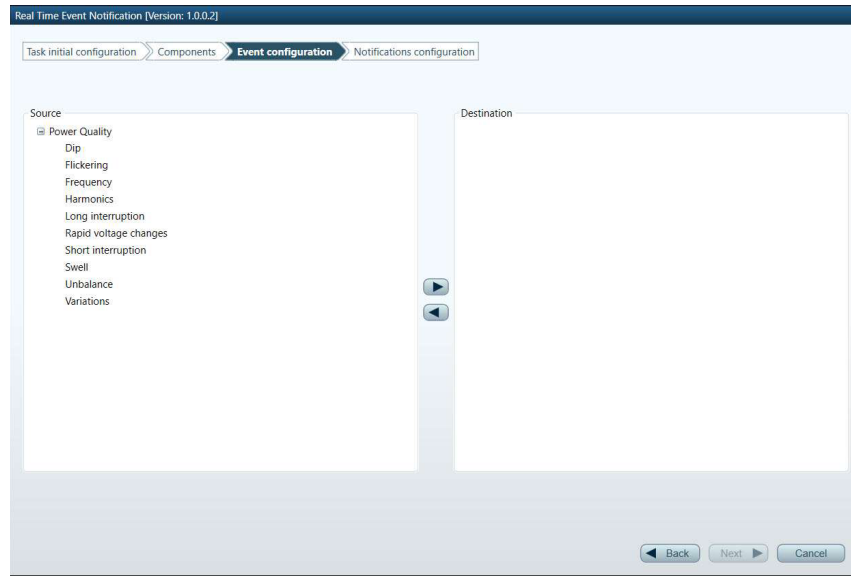 Real Time Event Notification [Version: 1.0.0.2]
Task initial configuration Components Event configuration Notifications configuration
Source
Destination
Power Quality
Dip
Flickering
Frequency
Harmonics
Long interruption
Rapid voltage changes
Short interruption
Swell
Unbalance
Variations
Back Next Cancel